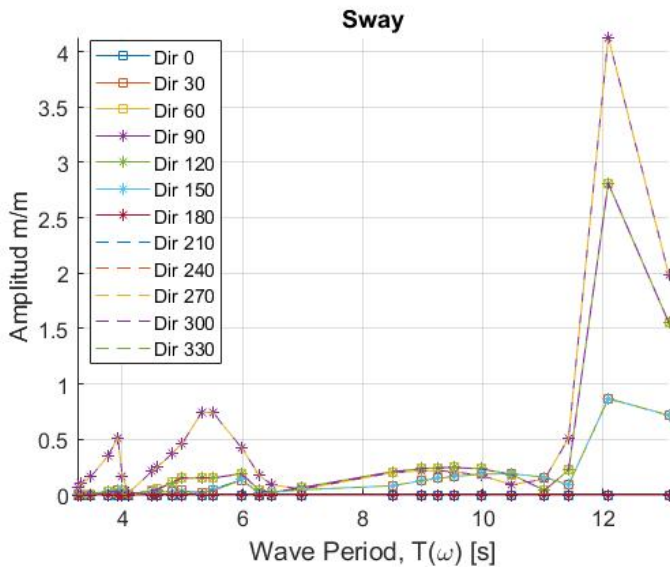 Sway
Amplitud m/m
4
3.5
3
2.5
2
1.5
1
0.5
0
Dir 0
Dir 30
Dir 60
Dir 90
Dir 120
Dir 150
Dir 180
Dir 210
Dir 240
Dir 270
Dir 300
Dir 330
4 6 8 10 12
Wave Period, T(ω) [s]